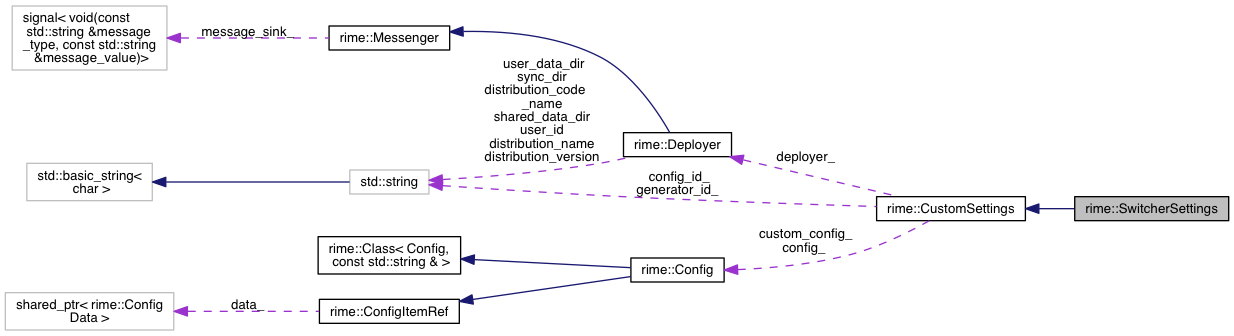 signal< void(const
std::string &message
_type, const std::string
&message_value)>
message_sink_
rime::Messenger
user_data_dir
sync_dir
distribution_code
_name
shared_data_dir
user_id
distribution_name
distribution_version
rime::Deployer
deployer_
std::basic_string<
char >
std::string
config_id_
generator_id_
rime::CustomSettings
rime::SwitcherSettings
custom_config_
config_
rime::Class< Config,
const std::string & >
rime::Config
shared_ptr< rime::Config
Data >
data_
rime::ConfigItemRef